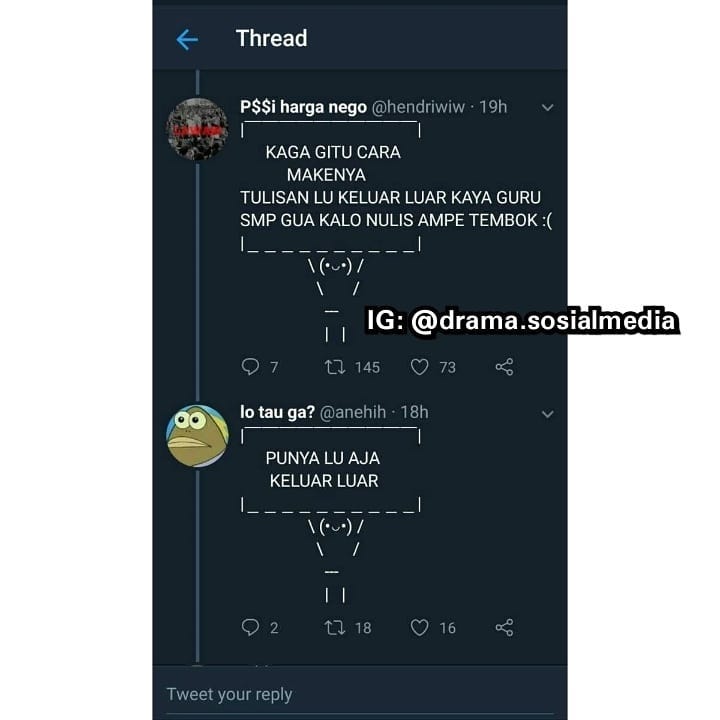 Thread
P$$i harga nego @hendriwiw · 19h
|￣￣￣￣￣￣￣￣￣￣|
KAGA GITU CARA
MAKENYA
TULISAN LU KELUAR LUAR KAYA GURU
SMP GUA KALO NULIS AMPE TEMBOK :(
|_ _ _ _ _ _ _ _ _ _|
\ (•◡•) /
\ /
---
| |
IG: @drama.sosialmedia
7 145 73
lo tau ga? @anehih · 18h
|￣￣￣￣￣￣￣￣￣￣|
PUNYA LU AJA
KELUAR LUAR
|_ _ _ _ _ _ _ _ _ _|
\ (•◡•) /
\ /
---
| |
2 18 16
Tweet your reply